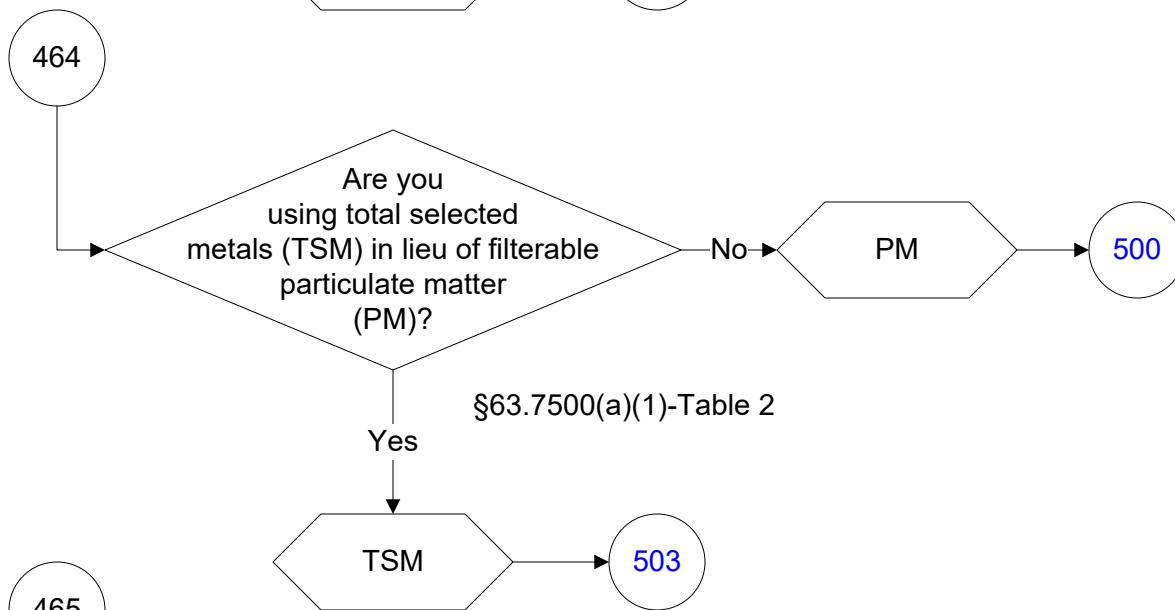 464
Are you
using total selected
metals (TSM) in lieu of filterable
particulate matter
(PM)?
No
PM
500
§63.7500(a)(1)-Table 2
Yes
TSM
503
465